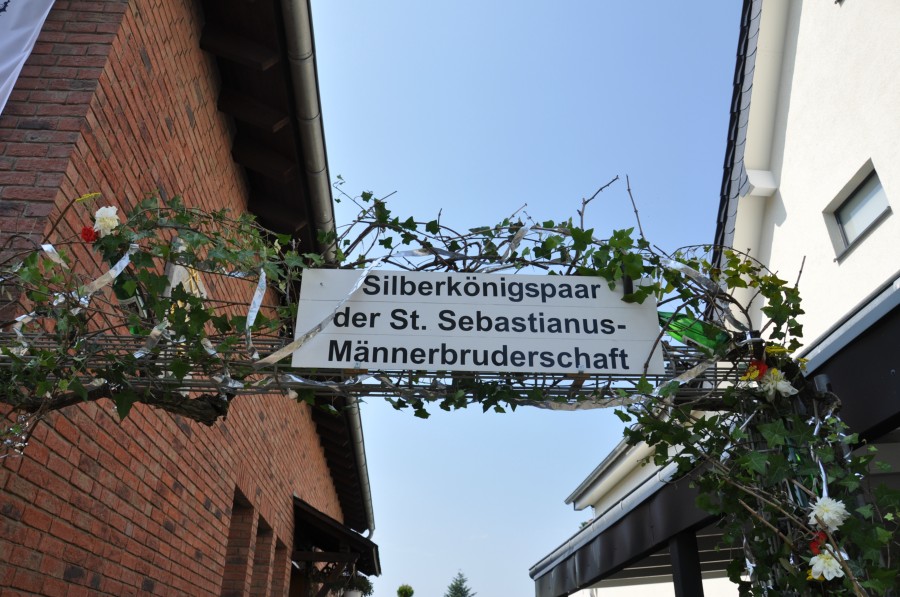 Silberkönigspaar
der St. Sebastianus-
Männerbruderschaft